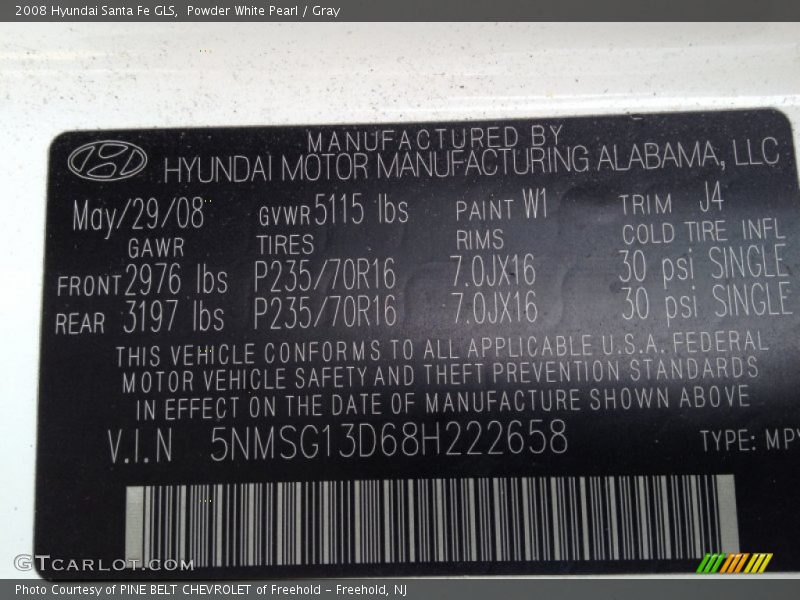 2008 Hyundai Santa Fe GLS, Powder White Pearl / Gray
MANUFACTURED BY
HYUNDAI MOTOR MANUFACTURING ALABAMA, LLC
May/29/08 GVWR 5115 lbs PAINT W1 TRIM J4
GAWR TIRES RIMS COLD TIRE INFL
FRONT 2976 lbs P235/70R16 7.0JX16 30 psi SINGLE
REAR 3197 lbs P235/70R16 7.0JX16 30 psi SINGLE
THIS VEHICLE CONFORMS TO ALL APPLICABLE U.S.A. FEDERAL
MOTOR VEHICLE SAFETY AND THEFT PREVENTION STANDARDS
IN EFFECT ON THE DATE OF MANUFACTURE SHOWN ABOVE
V.I.N 5NMSG13D68H222658 TYPE: MPV
GTcarlot.com
Photo Courtesy of PINE BELT CHEVROLET of Freehold - Freehold, NJ